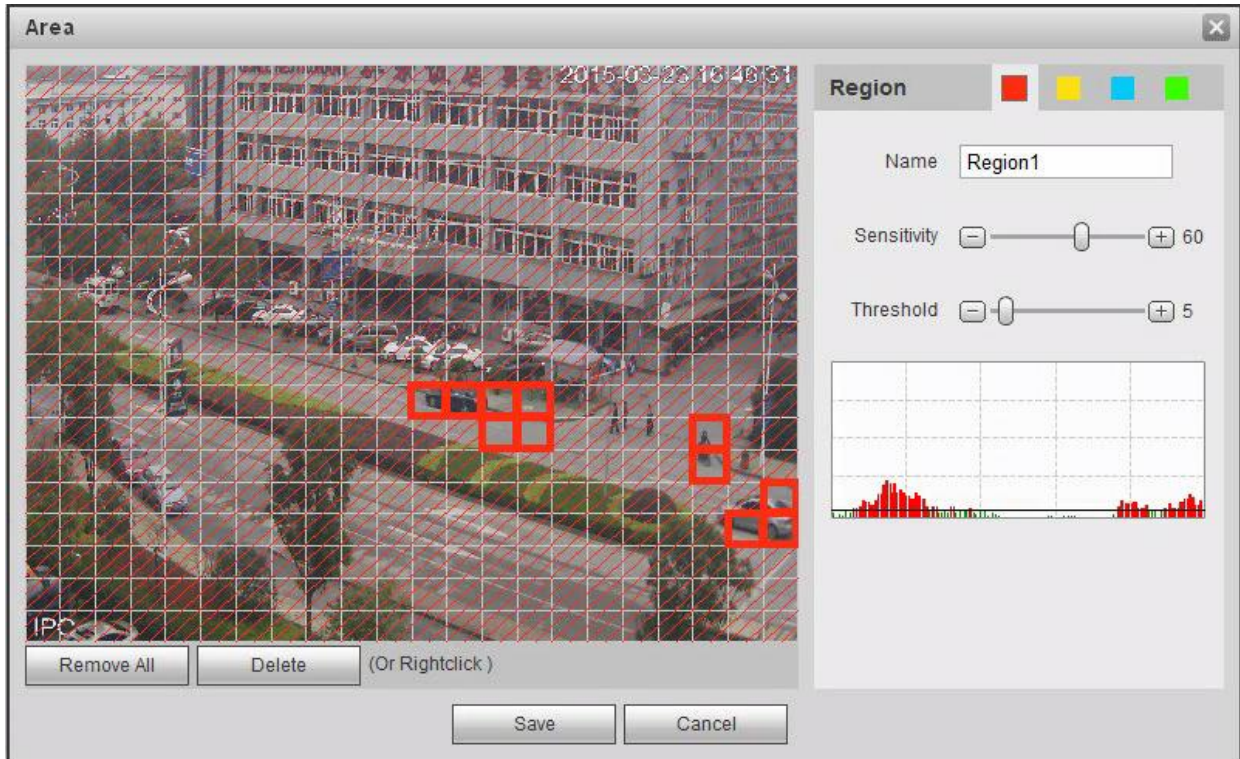 Area
2015-03-23 16:48:31
IPC
Region
Name Region1
Sensitivity 60
Threshold 5
Remove All Delete (Or Rightclick )
Save Cancel